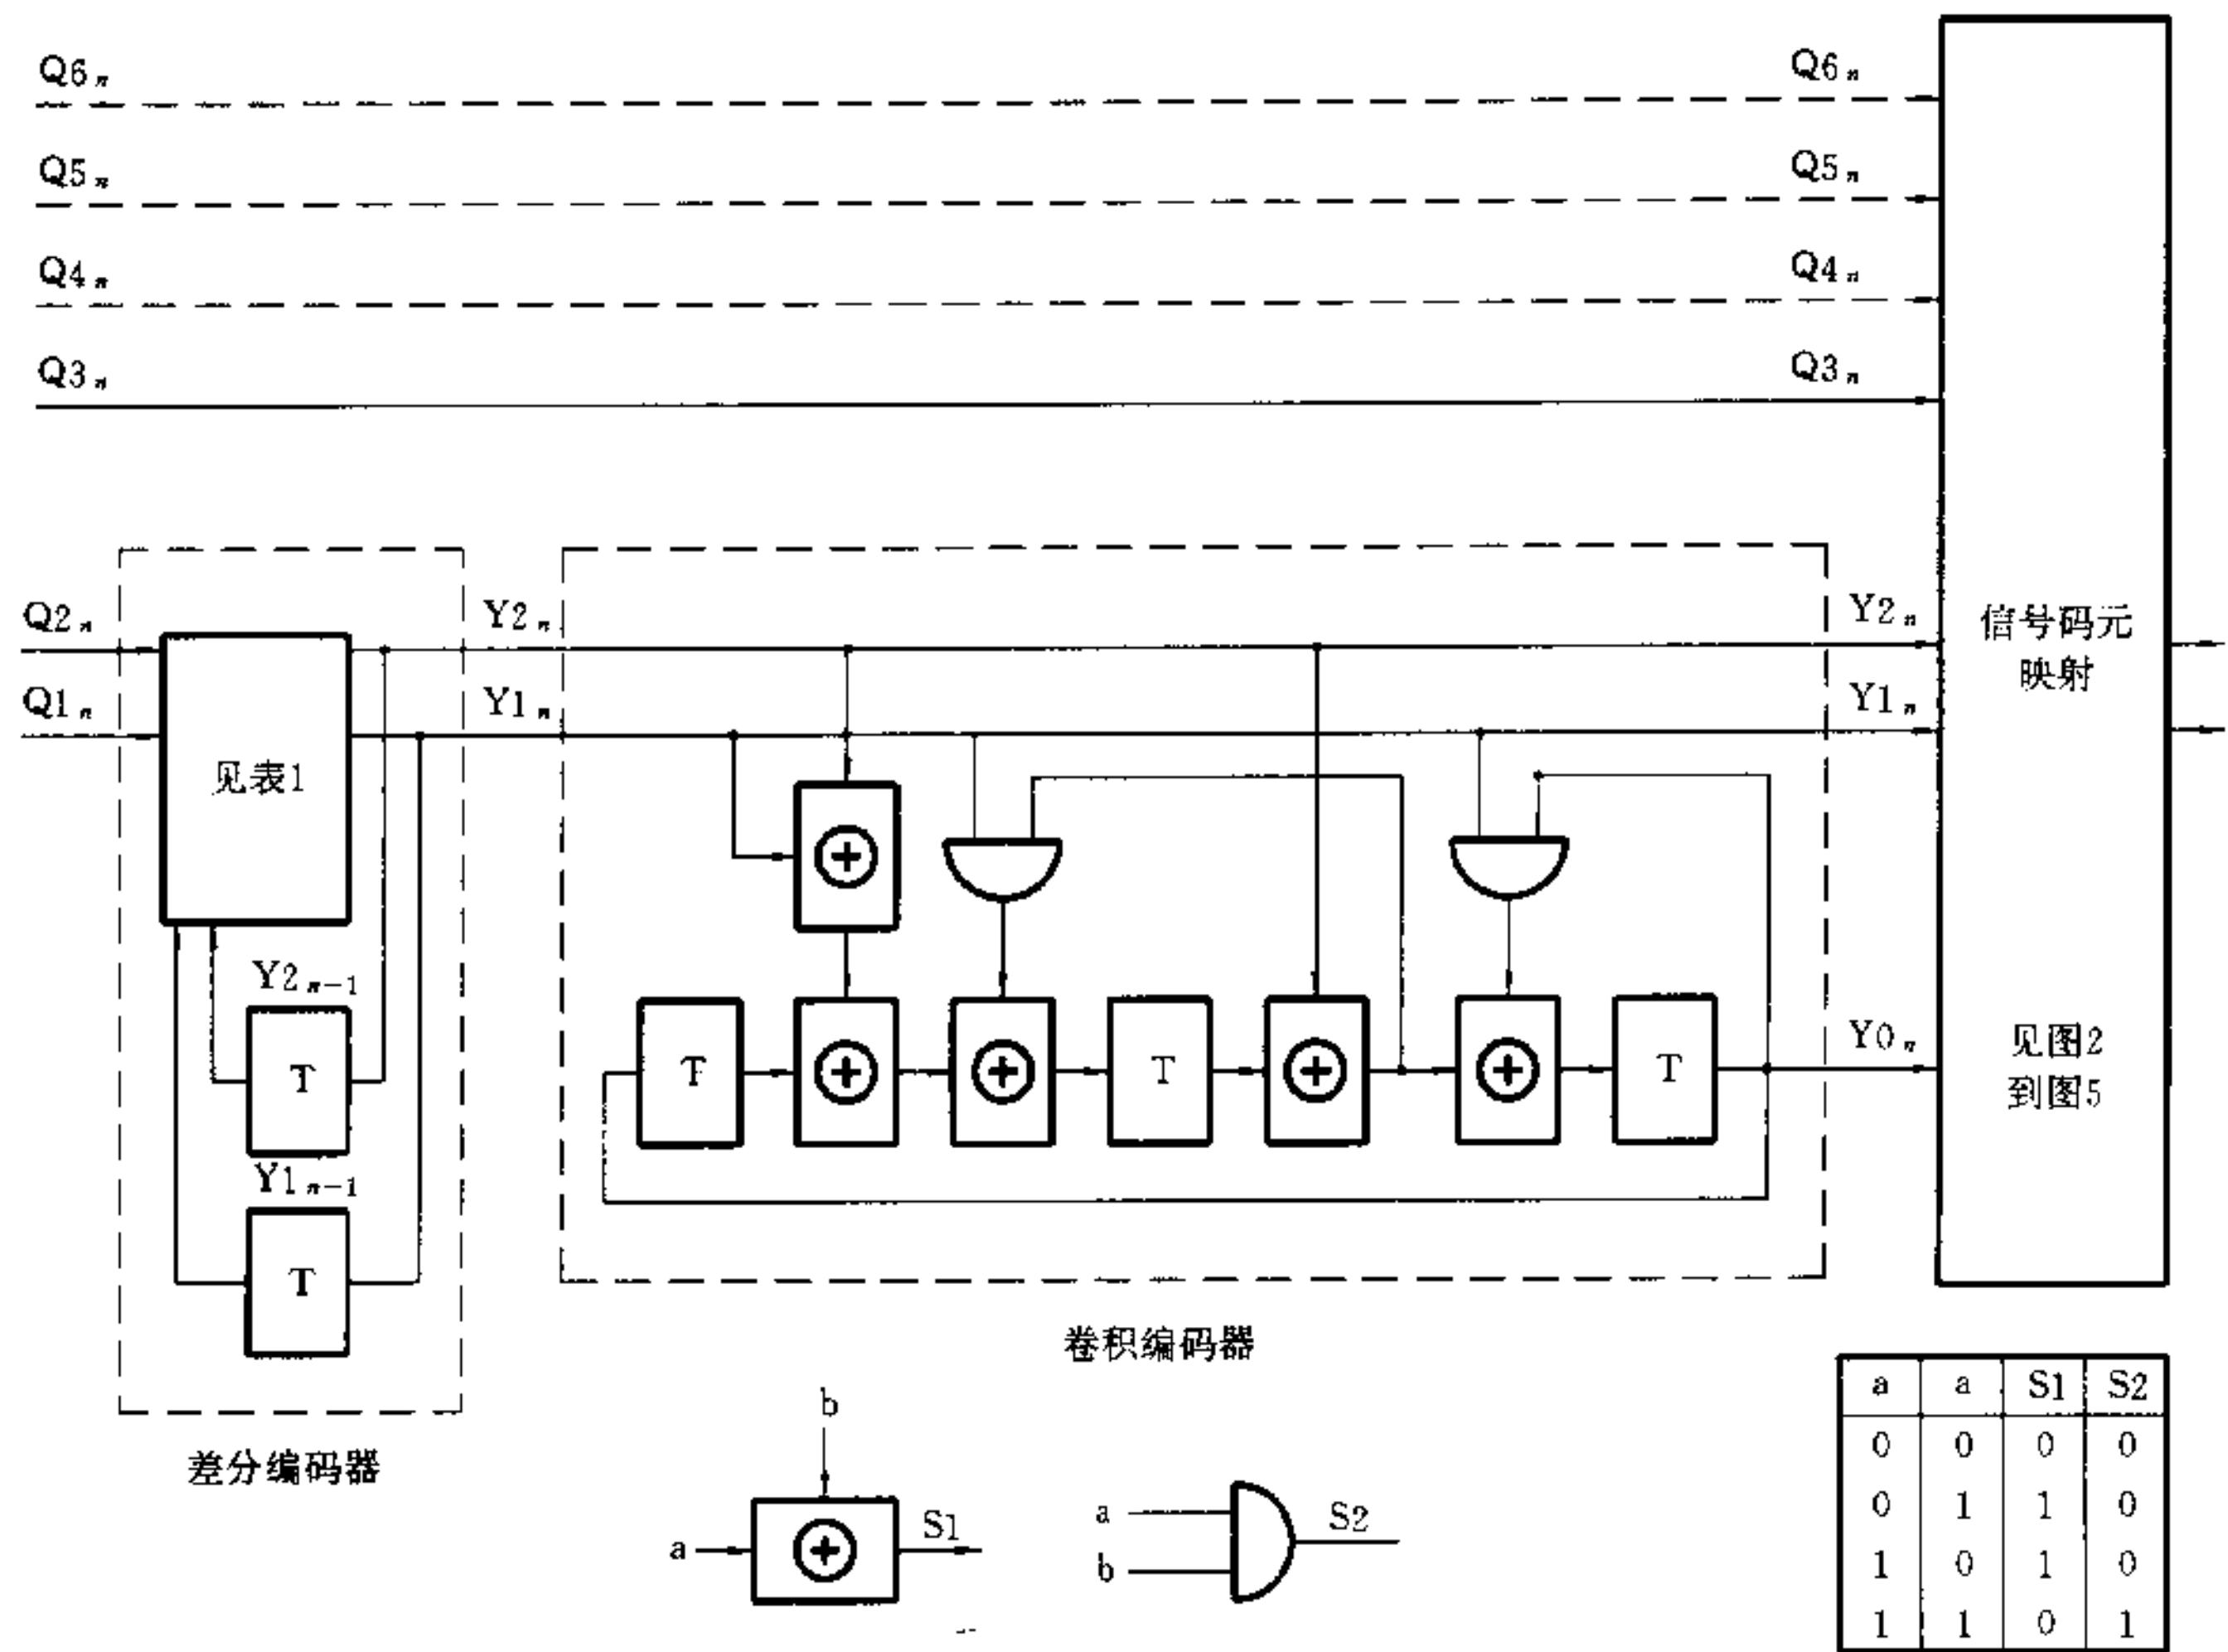 Q6n Q6n
Q5n Q5n
Q4n Q4n
Q3n Q3n
Q2n Y2n Y2n
Q1n Y1n Y1n
信号码元
映射
见表1
Y2n-1
T
T
T
T
Y0n
见图2
到图5
Y1n-1
T
卷积编码器
差分编码器
b
a S1
a S2
b
a a S1 S2
0 0 0 0
0 1 1 0
1 0 1 0
1 1 0 1